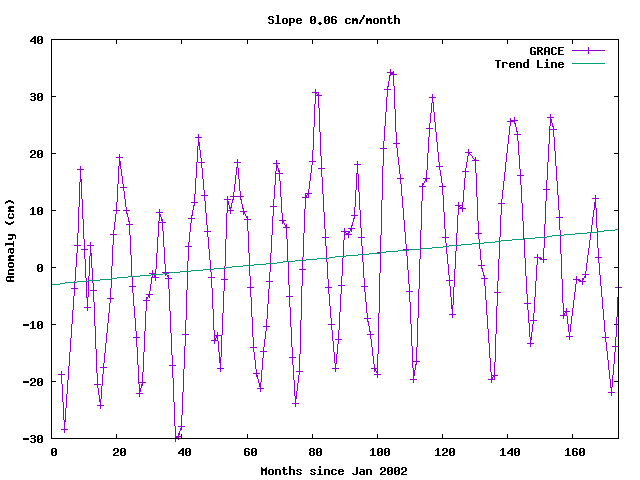 Slope 0.06 cm/month
40
30
20
10
0
-10
-20
-30
Anomaly (cm)
GRACE
Trend Line
0 20 40 60 80 100 120 140 160
Months since Jan 2002